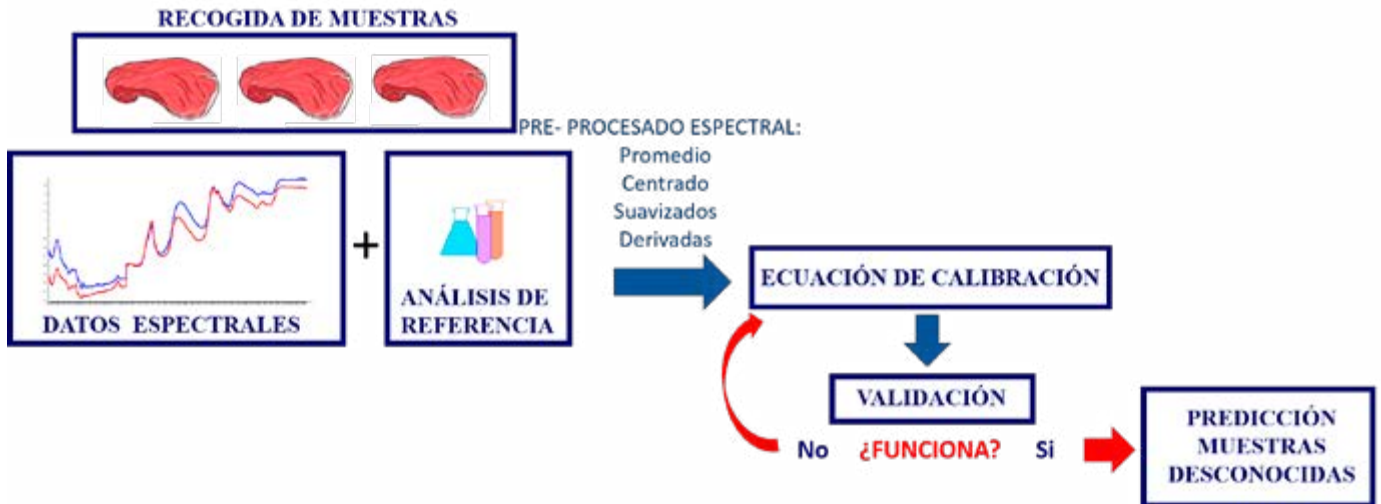 RECOGIDA DE MUESTRAS
PRE- PROCESADO ESPECTRAL:
Promedio
Centrado
Suavizados
Derivadas
DATOS ESPECTRALES
+
ANÁLISIS DE
REFERENCIA
ECUACIÓN DE CALIBRACIÓN
VALIDACIÓN
No ¿FUNCIONA? Si
PREDICCIÓN
MUESTRAS
DESCONOCIDAS